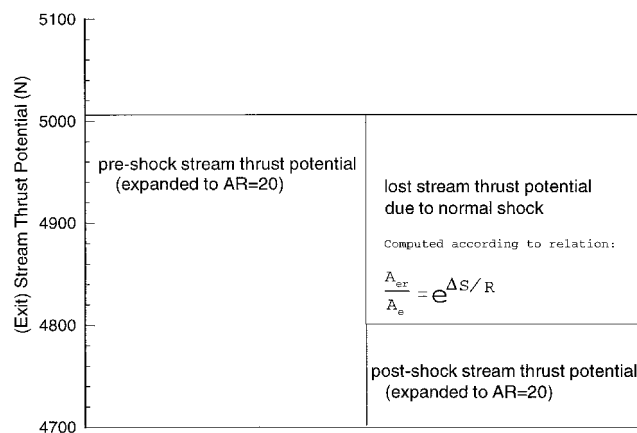 (Exit) Stream Thrust Potential (N)
5100
5000
4900
4800
4700
pre-shock stream thrust potential
(expanded to AR=20)
lost stream thrust potential
due to normal shock
Computed according to relation:
A_er/A_e = e^ΔS/R
post-shock stream thrust potential
(expanded to AR=20)